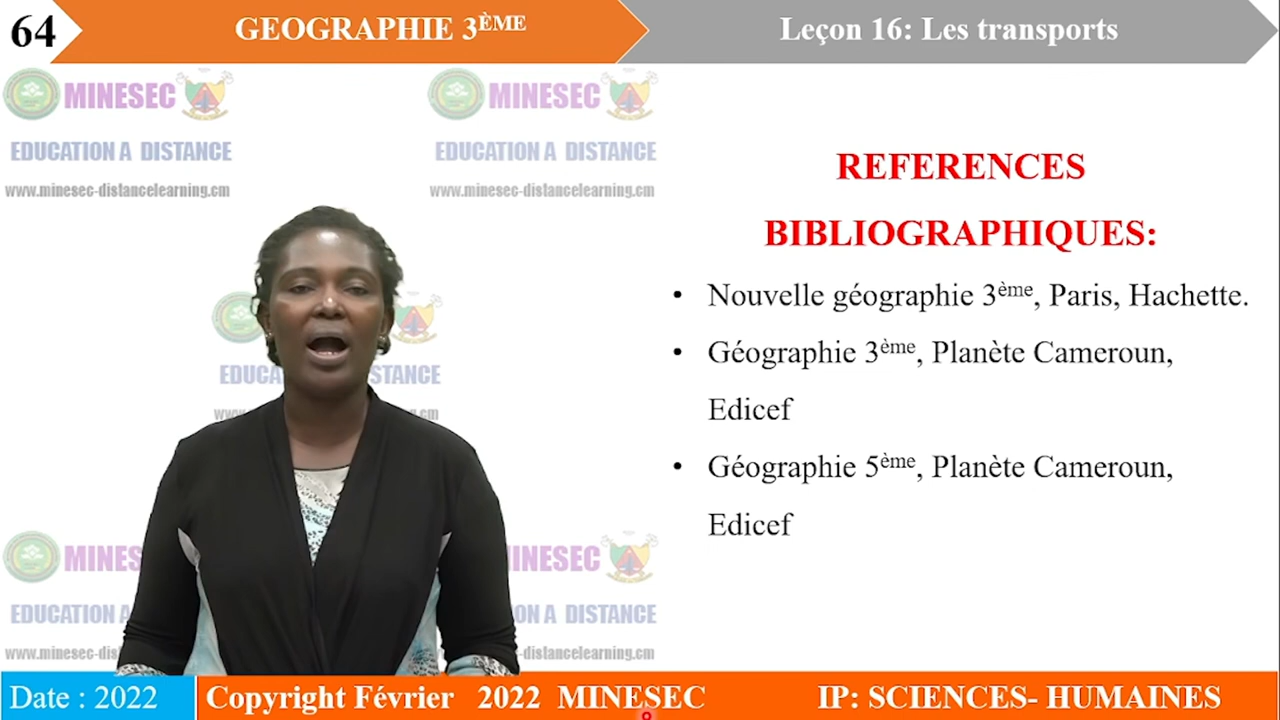 64
GEOGRAPHIE 3ÈME
Leçon 16: Les transports
MINESEC
MINESEC
EDUCATION A DISTANCE
EDUCATION A DISTANCE
www.minesec-distancelearning.cm
www.minesec-distancelearning.cm
REFERENCES
BIBLIOGRAPHIQUES:
• Nouvelle géographie 3ème, Paris, Hachette.
• Géographie 3ème, Planète Cameroun,
Edicef
• Géographie 5ème, Planète Cameroun,
Edicef
Date : 2022
Copyright Février 2022 MINESEC
IP: SCIENCES- HUMAINES